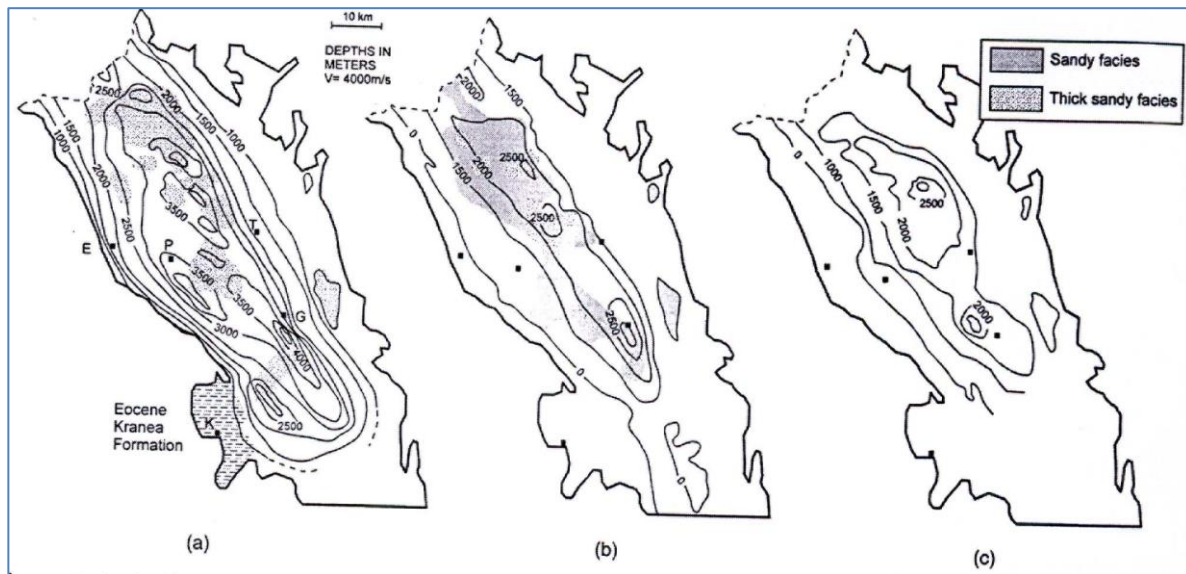 10 km
DEPTHS IN
METERS
V= 4000m/s
Sandy facies
Thick sandy facies
2500
2000
1500
1000
1500
1000
2000
2500
3500
T
E
P
3500
3500
G
3000
4000
2500
Eocene
Kranea
Formation
K
(a)
2000
1500
0
2500
2000
1500
2500
2500
0
0
(b)
0
1000
1500
2500
2000
2000
(c)